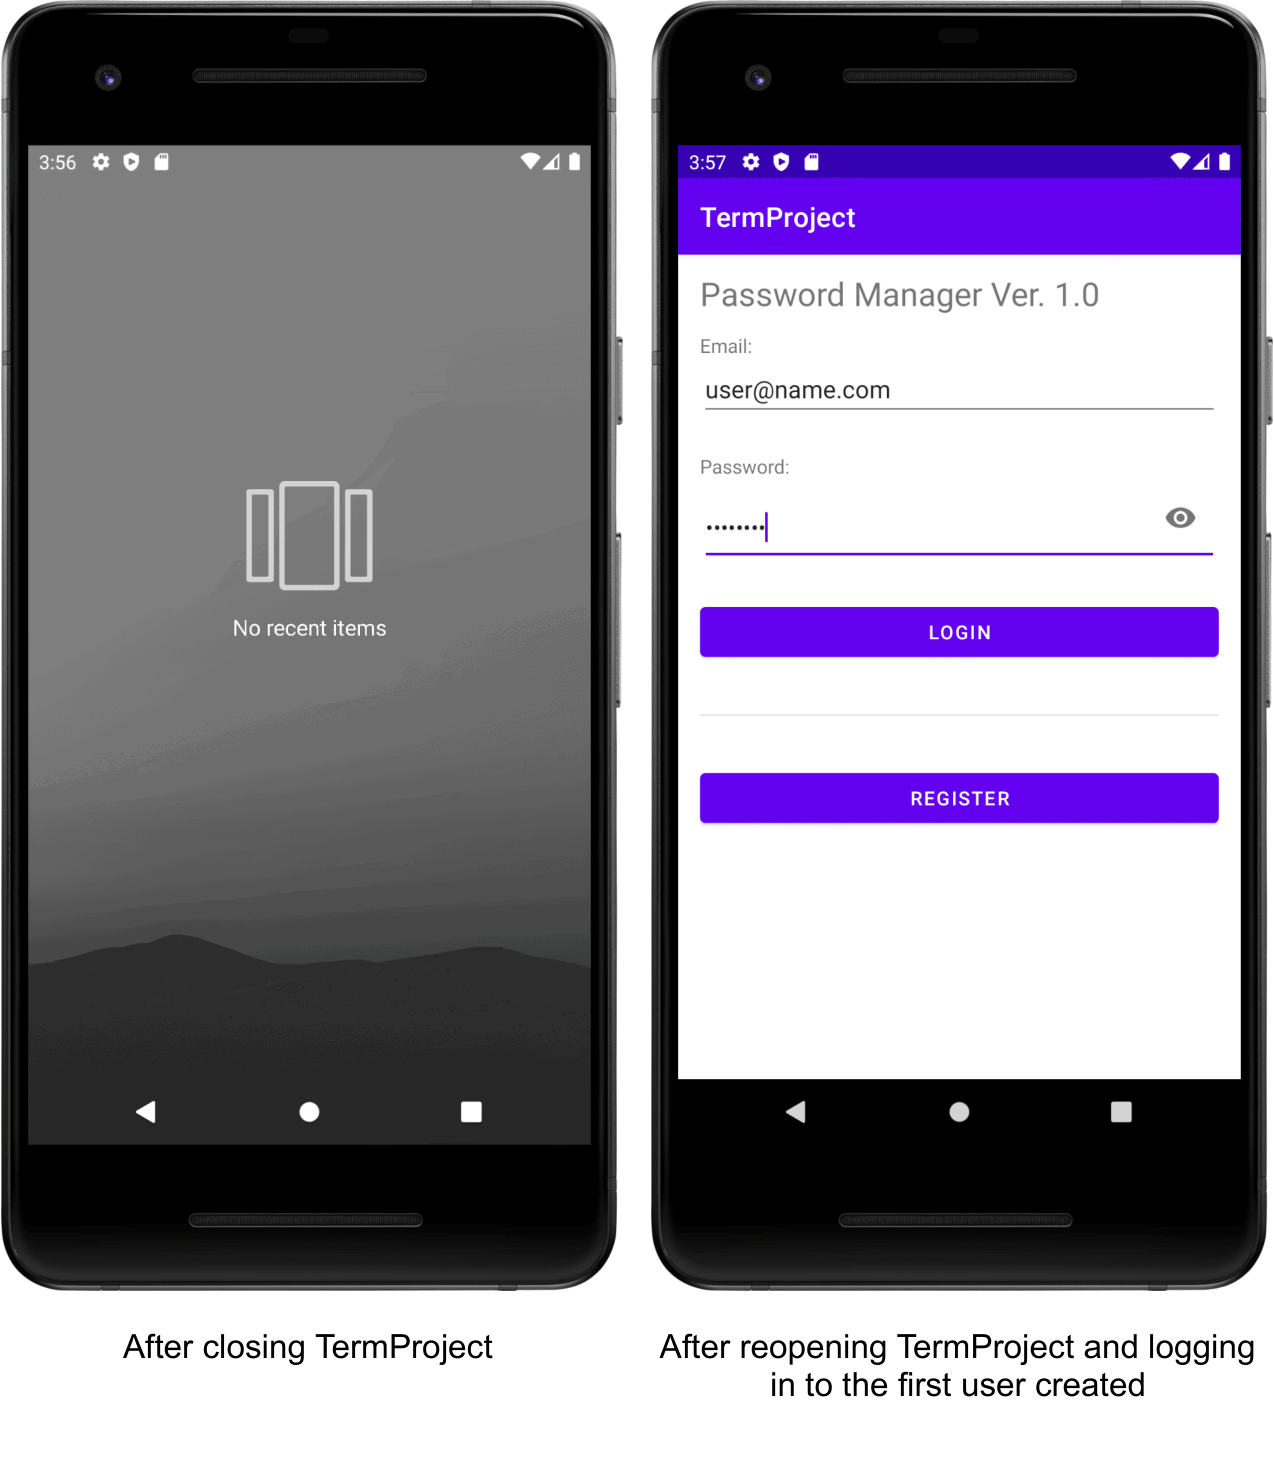 3:56
No recent items
After closing TermProject
3:57
TermProject
Password Manager Ver. 1.0
Email:
user@name.com
Password:
••••••••
LOGIN
REGISTER
After reopening TermProject and logging
in to the first user created